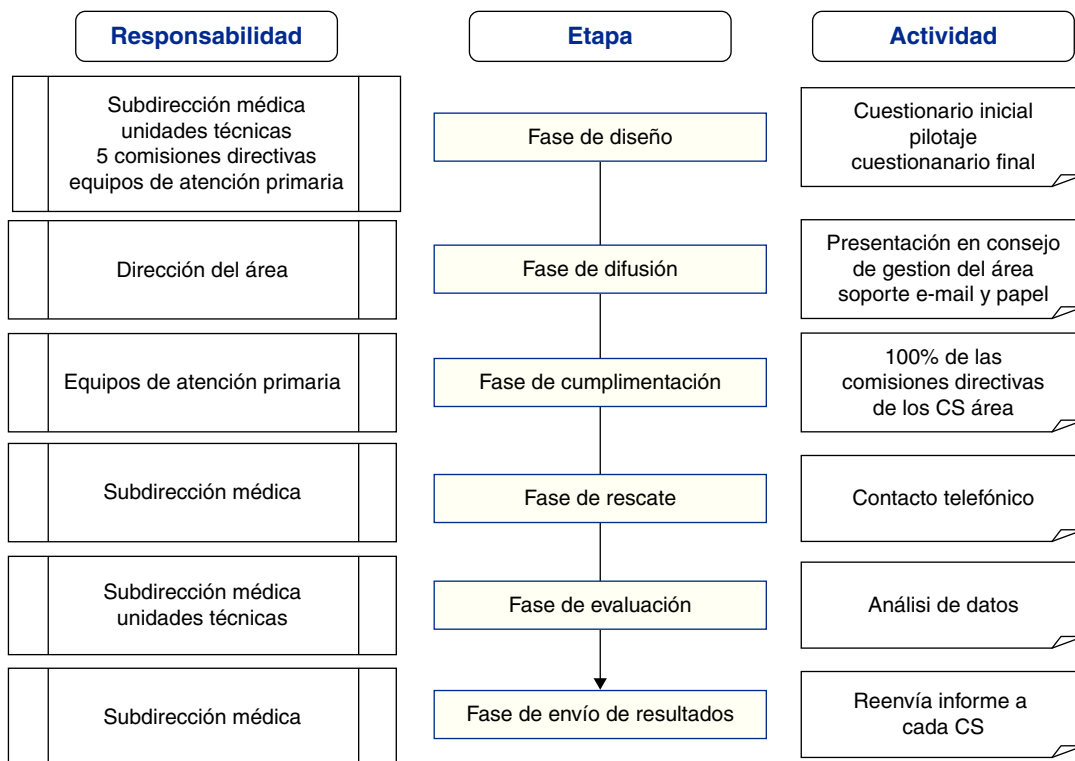 Responsabilidad
Etapa
Actividad
Subdirección médica
unidades técnicas
5 comisiones directivas
equipos de atención primaria
Fase de diseño
Cuestionario inicial
pilotaje
cuestionanario final
Dirección del área
Fase de difusión
Presentación en consejo
de gestion del área
soporte e-mail y papel
Equipos de atención primaria
Fase de cumplimentación
100% de las
comisiones directivas
de los CS área
Subdirección médica
Fase de rescate
Contacto telefónico
Subdirección médica
unidades técnicas
Fase de evaluación
Análisi de datos
Subdirección médica
Fase de envío de resultados
Reenvía informe a
cada CS